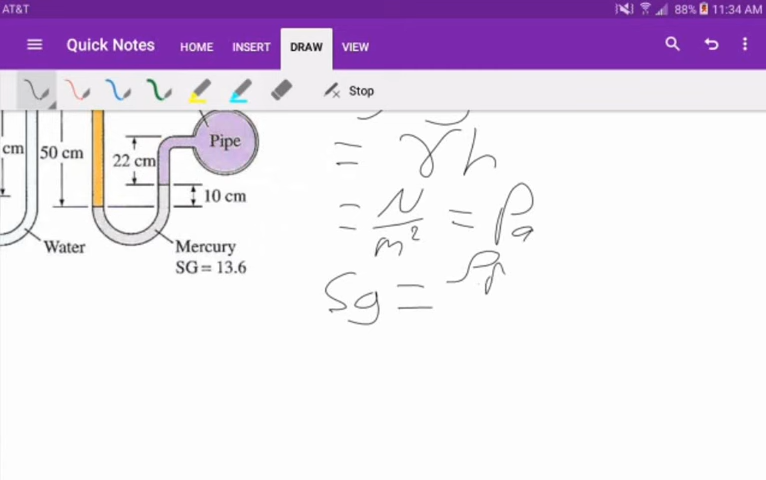 AT&T 88% 11:34 AM
Quick Notes HOME INSERT DRAW VIEW
Stop
cm 50 cm
Pipe
22 cm
10 cm
Water
Mercury
SG = 13.6
= γh
= N/m² = Pa
Sg =